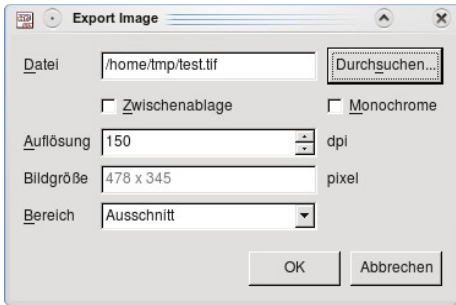 Export Image
Datei /home/tmp/test.tif Durchsuchen...
Zwischenablage Monochrome
Auflösung 150 dpi
Bildgröße 478 x 345 pixel
Bereich Ausschnitt
OK Abbrechen